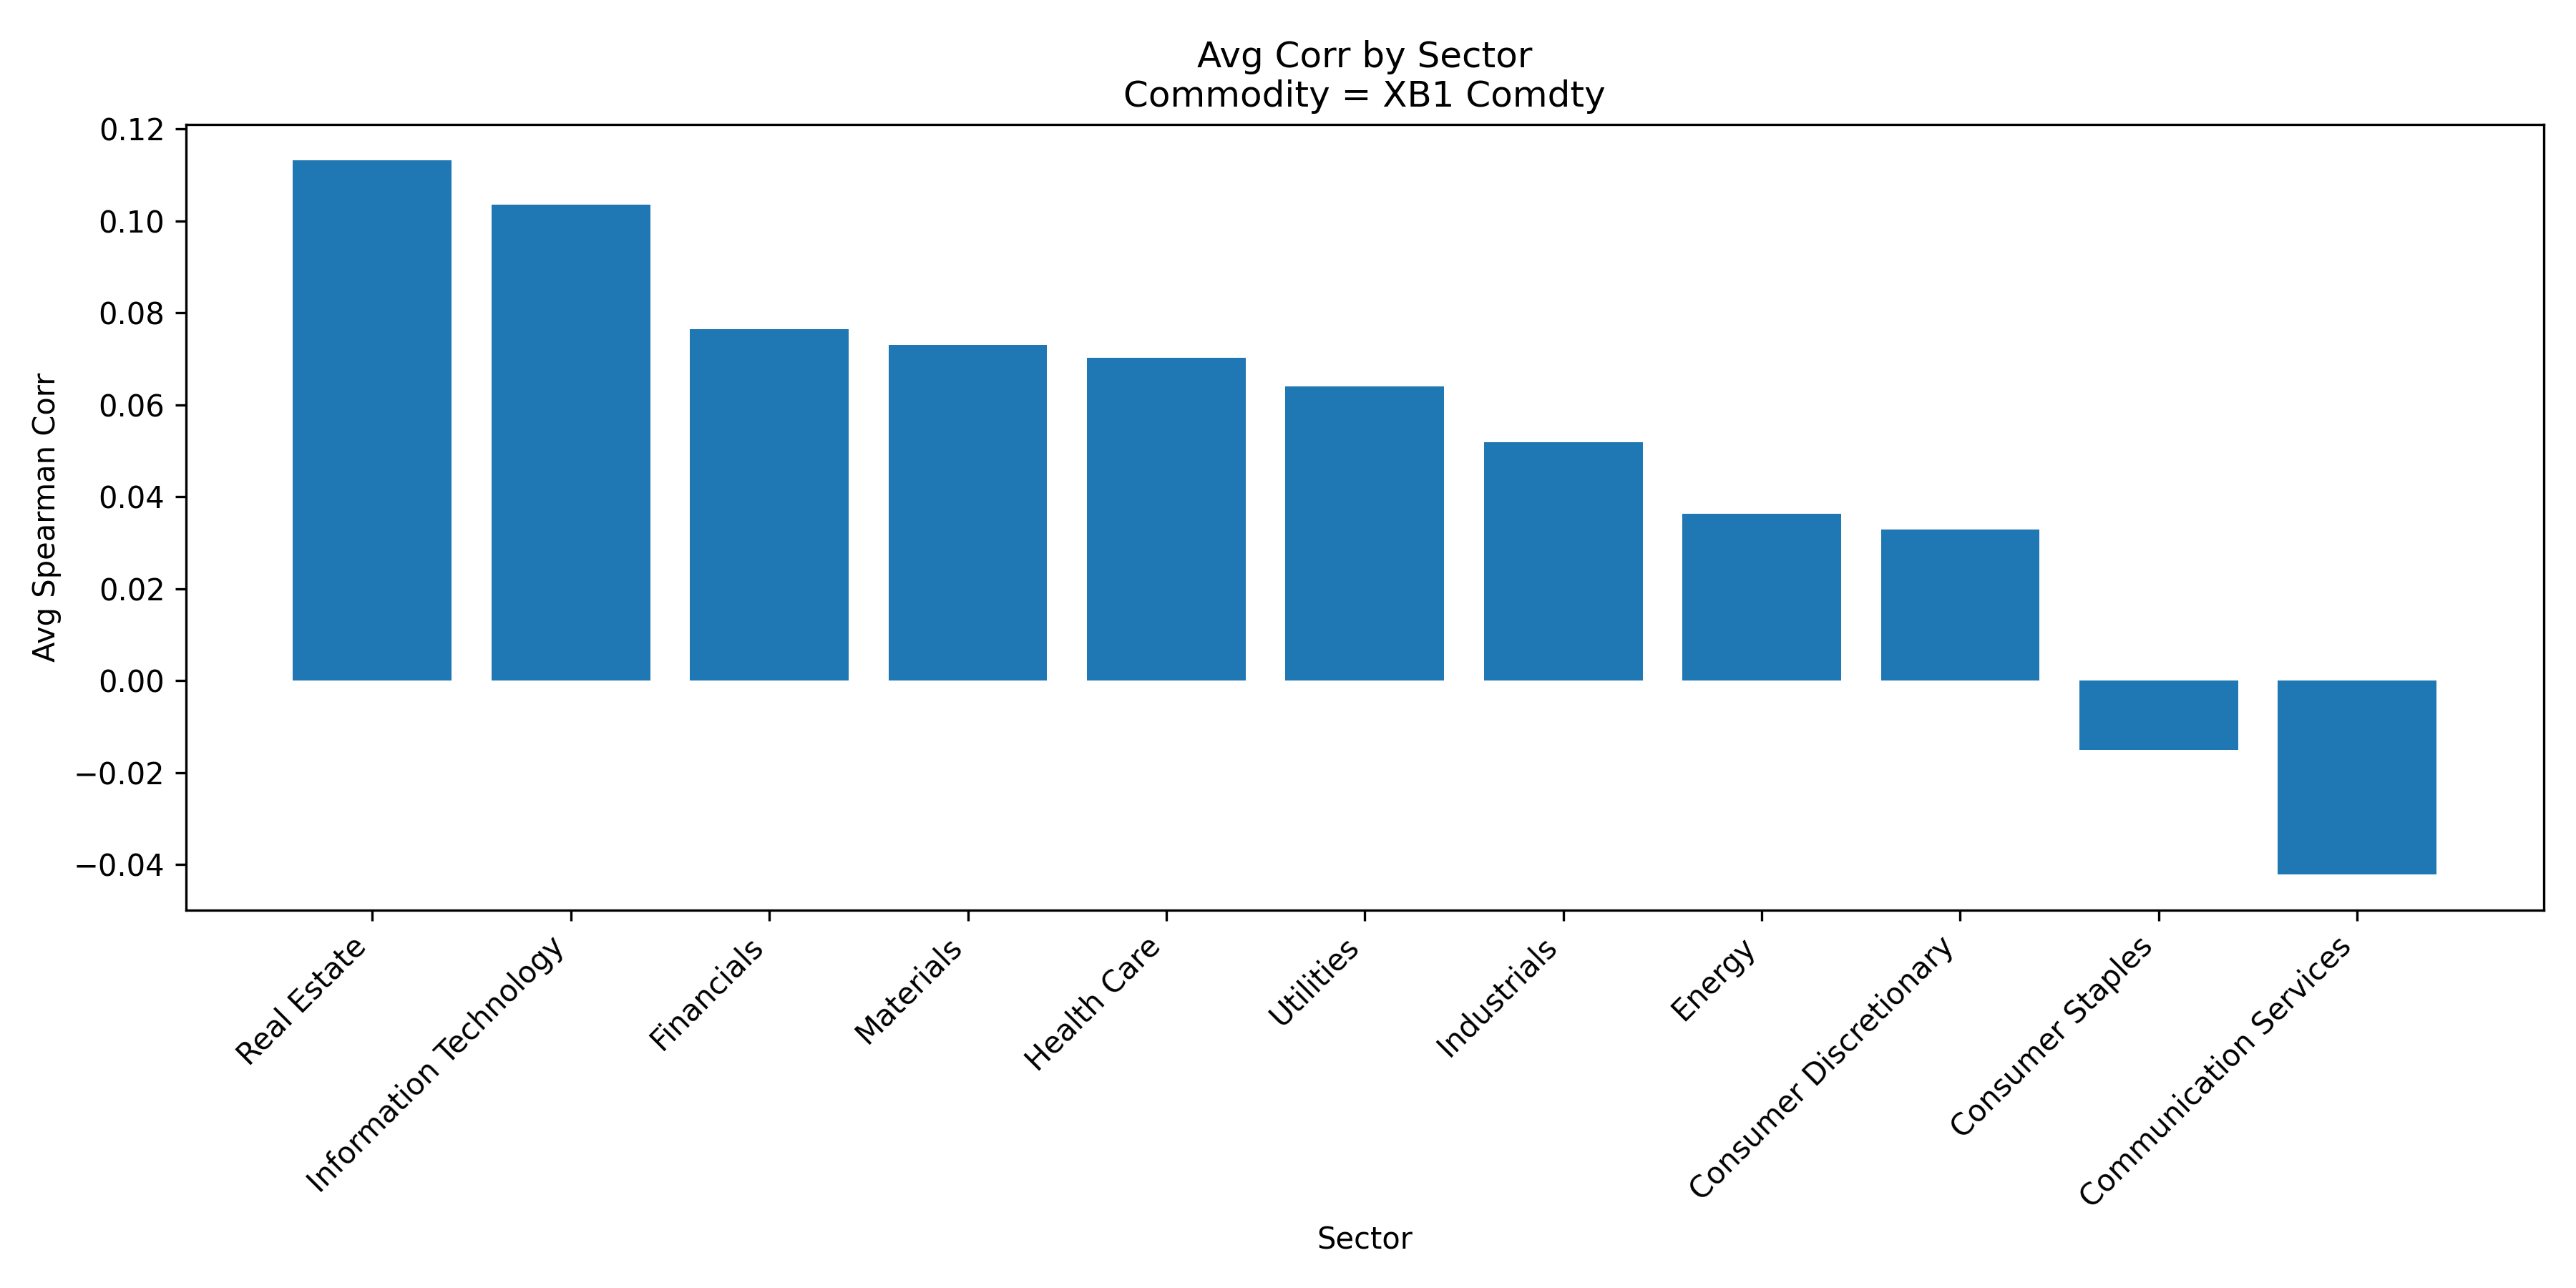 Avg Corr by Sector
Commodity = XB1 Comdty
0.12
0.10
0.08
0.06
0.04
0.02
0.00
−0.02
−0.04
Avg Spearman Corr
Real Estate
Information Technology
Financials
Materials
Health Care
Utilities
Industrials
Energy
Consumer Discretionary
Consumer Staples
Communication Services
Sector